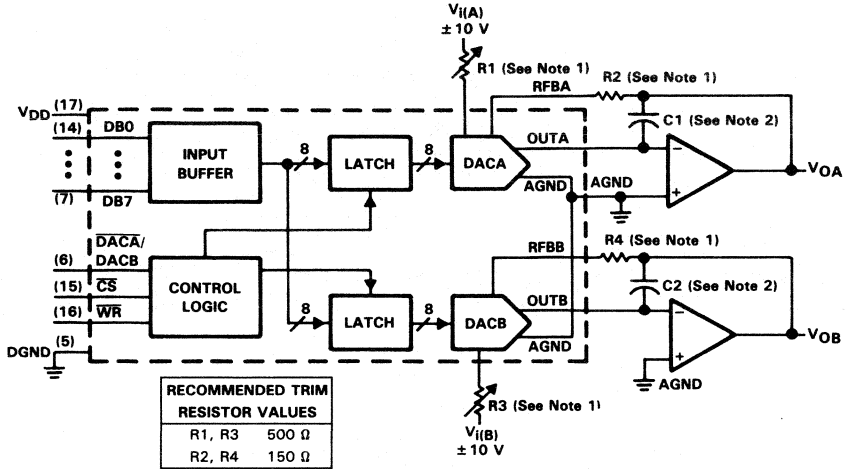 Vi(A)
± 10 V
R1 (See Note 1)
R2 (See Note 1)
RFBA
C1 (See Note 2)
VDD (17)
(14) DB0
INPUT
BUFFER
8
LATCH
8
DACA
OUTA
−
+
VOA
AGND
AGND
(7) DB7
DACA/
(6) DACB
(15) CS
(16) WR
CONTROL
LOGIC
RFBB
R4 (See Note 1)
C2 (See Note 2)
8
LATCH
8
DACB
OUTB
−
+
VOB
AGND
AGND
DGND (5)
R3 (See Note 1)
Vi(B)
± 10 V
RECOMMENDED TRIM
RESISTOR VALUES
R1, R3 500 Ω
R2, R4 150 Ω